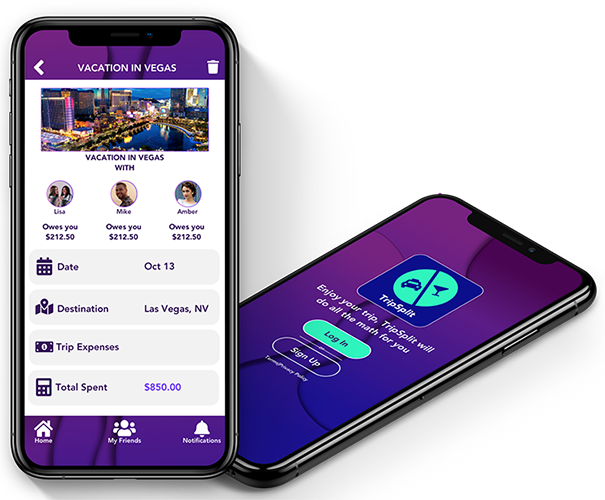 VACATION IN VEGAS
VACATION IN VEGAS
WITH
Lisa
Mike
Amber
Owes you
$212.50
Owes you
$212.50
Owes you
$212.50
Date
Oct 13
Destination
Las Vegas, NV
Trip Expenses
Total Spent
$850.00
Home
My Friends
Notifications
TripSplit
Enjoy your trip, TripSplit will
do all the math for you
Log In
Sign Up
Terms|Privacy Policy